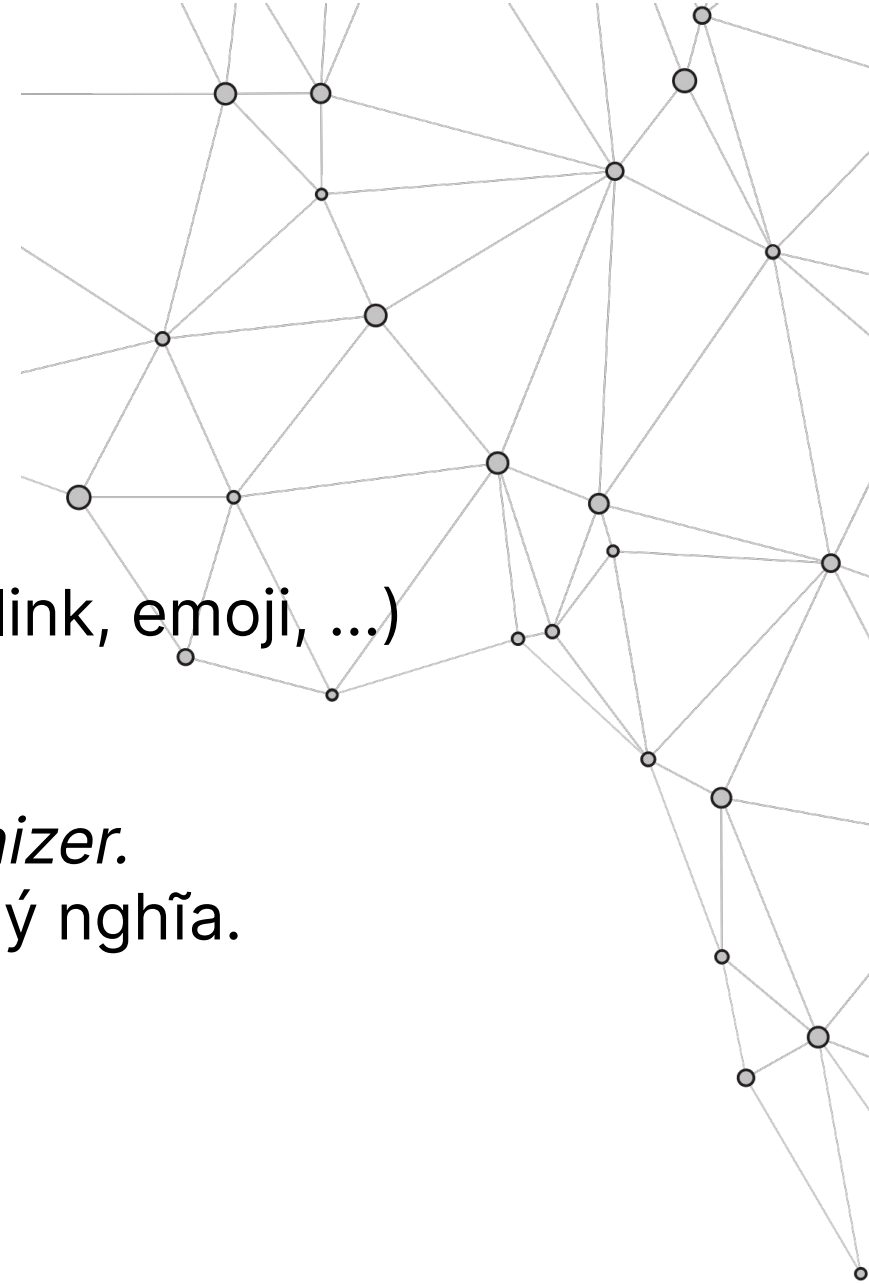 link, emoji, ...)
nizer.
ý nghĩa.